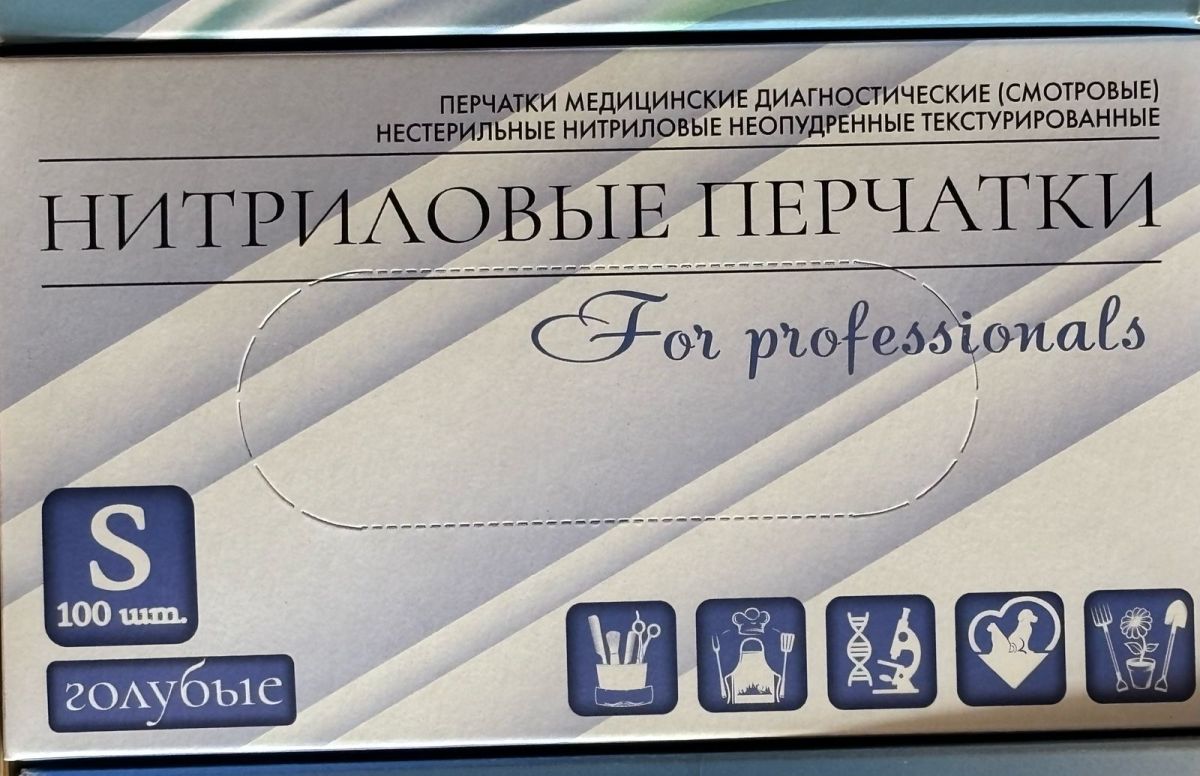 ПЕРЧАТКИ МЕДИЦИНСКИЕ ДИАГНОСТИЧЕСКИЕ (СМОТРОВЫЕ)
НЕСТЕРИЛЬНЫЕ НИТРИЛОВЫЕ НЕОПУДРЕННЫЕ ТЕКСТУРИРОВАННЫЕ
НИТРИЛОВЫЕ ПЕРЧАТКИ
For professionals
S
100 шт.
голубые